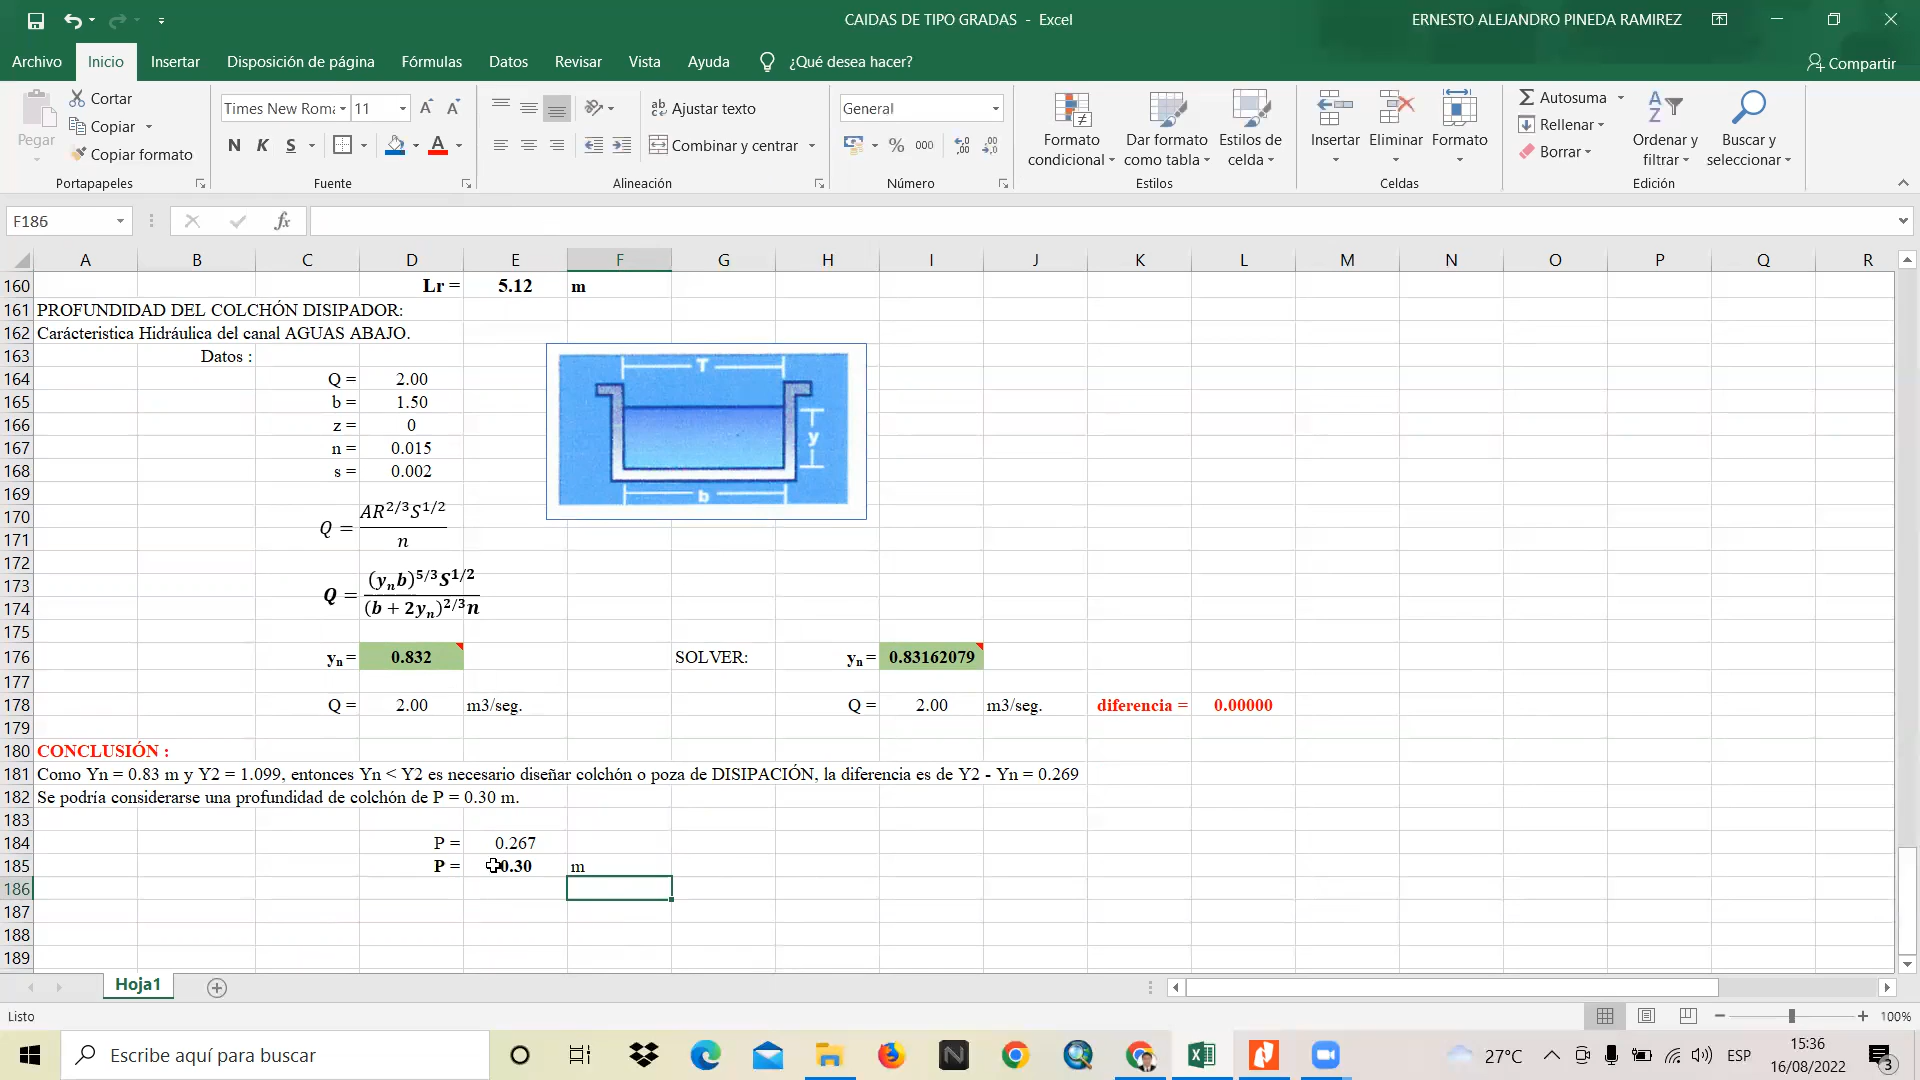 CAIDAS DE TIPO GRADAS - Excel
ERNESTO ALEJANDRO PINEDA RAMIREZ
Archivo Inicio Insertar Disposición de página Fórmulas Datos Revisar Vista Ayuda ¿Qué desea hacer? Compartir
Pegar
Cortar
Copiar
Copiar formato
Portapapeles
Times New Roma 11
N K S
Fuente
Ajustar texto
Combinar y centrar
Alineación
General
% 000
Número
Formato condicional
Dar formato como tabla
Estilos de celda
Estilos
Insertar
Eliminar
Formato
Celdas
Autosuma
Rellenar
Borrar
Ordenar y filtrar
Buscar y seleccionar
Edición
F186
fx
A B C D E F G H I J K L M N O P Q R
160 Lr = 5.12 m
161 PROFUNDIDAD DEL COLCHÓN DISIPADOR:
162 Carácteristica Hidráulica del canal AGUAS ABAJO.
163 Datos :
164 Q = 2.00
165 b = 1.50
166 z = 0
167 n = 0.015
168 s = 0.002
T
y
b
169
170
171
Q = AR^2/3 S^1/2 / n
172
173
174
Q = (yₙb)^5/3 S^1/2 / (b + 2yₙ)^2/3 n
175
176 yₙ = 0.832 SOLVER: yₙ = 0.83162079
177
178 Q = 2.00 m3/seg. Q = 2.00 m3/seg. diferencia = 0.00000
179
180 CONCLUSIÓN :
181 Como Yn = 0.83 m y Y2 = 1.099, entonces Yn < Y2 es necesario diseñar colchón o poza de DISIPACIÓN, la diferencia es de Y2 - Yn = 0.269
182 Se podría considerarse una profundidad de colchón de P = 0.30 m.
183
184 P = 0.267
185 P = 0.30 m
186
187
188
189
Hoja1
Listo
100%
Escribe aquí para buscar
27°C
ESP
15:36
16/08/2022
3